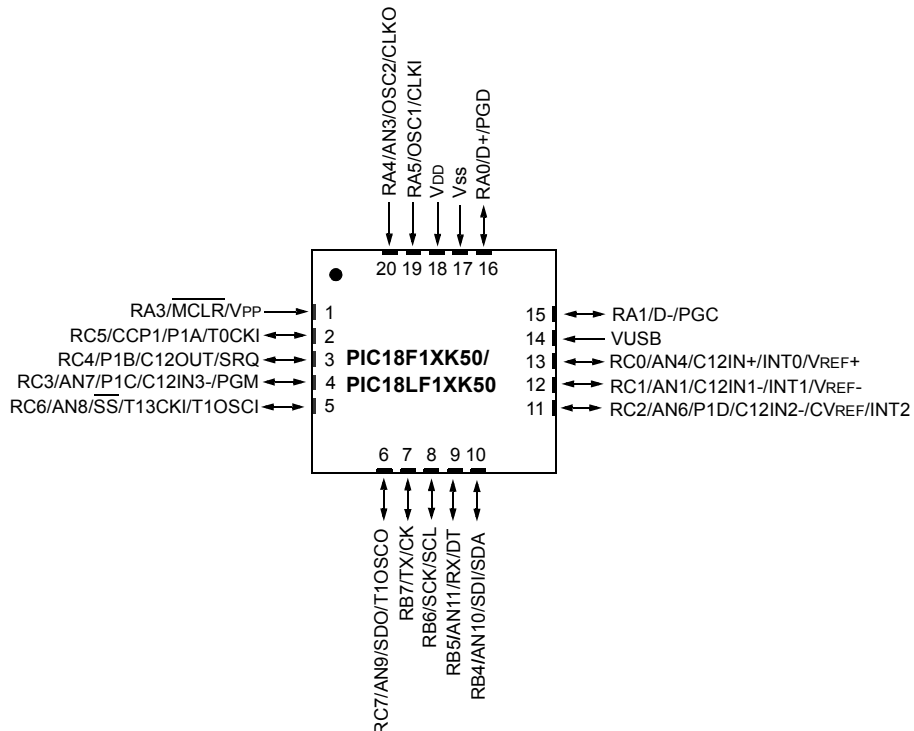 RA4/AN3/OSC2/CLKO
RA5/OSC1/CLKI
VDD
Vss
RA0/D+/PGD
20 19 18 17 16
RA3/MCLR/VPP 1
RC5/CCP1/P1A/T0CKI 2
RC4/P1B/C12OUT/SRQ 3
RC3/AN7/P1C/C12IN3-/PGM 4
RC6/AN8/SS/T13CKI/T1OSCI 5
PIC18F1XK50/
PIC18LF1XK50
15 RA1/D-/PGC
14 VUSB
13 RC0/AN4/C12IN+/INT0/VREF+
12 RC1/AN1/C12IN1-/INT1/VREF-
11 RC2/AN6/P1D/C12IN2-/CVREF/INT2
6 7 8 9 10
RC7/AN9/SDO/T1OSCO
RB7/TX/CK
RB6/SCK/SCL
RB5/AN11/RX/DT
RB4/AN10/SDI/SDA